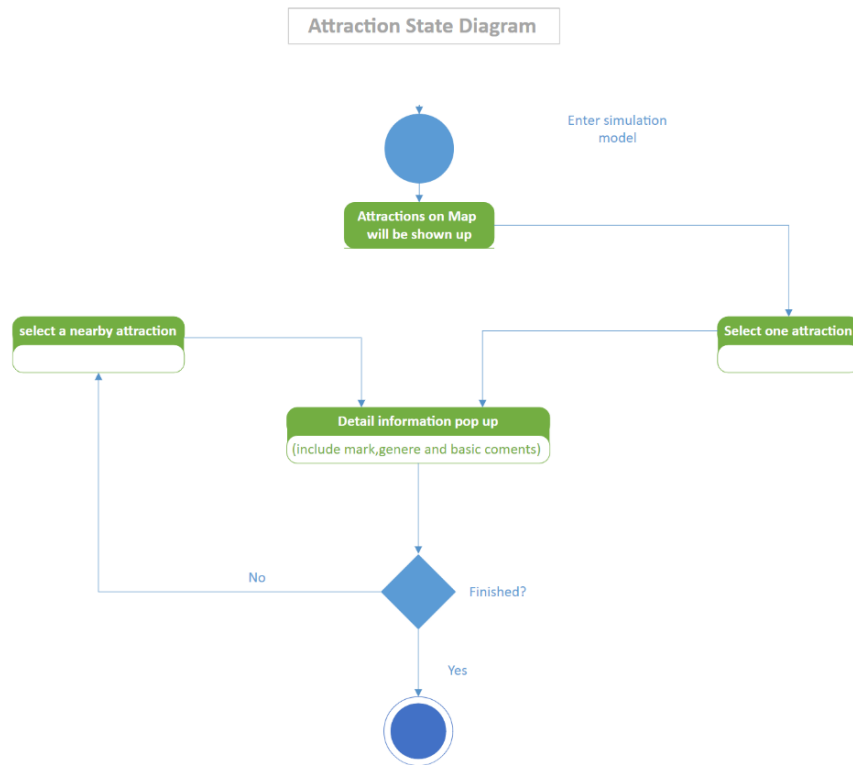 Attraction State Diagram
Enter simulation
model
Attractions on Map
will be shown up
select a nearby attraction
Select one attraction
Detail information pop up
(include mark,genere and basic coments)
No
Finished?
Yes